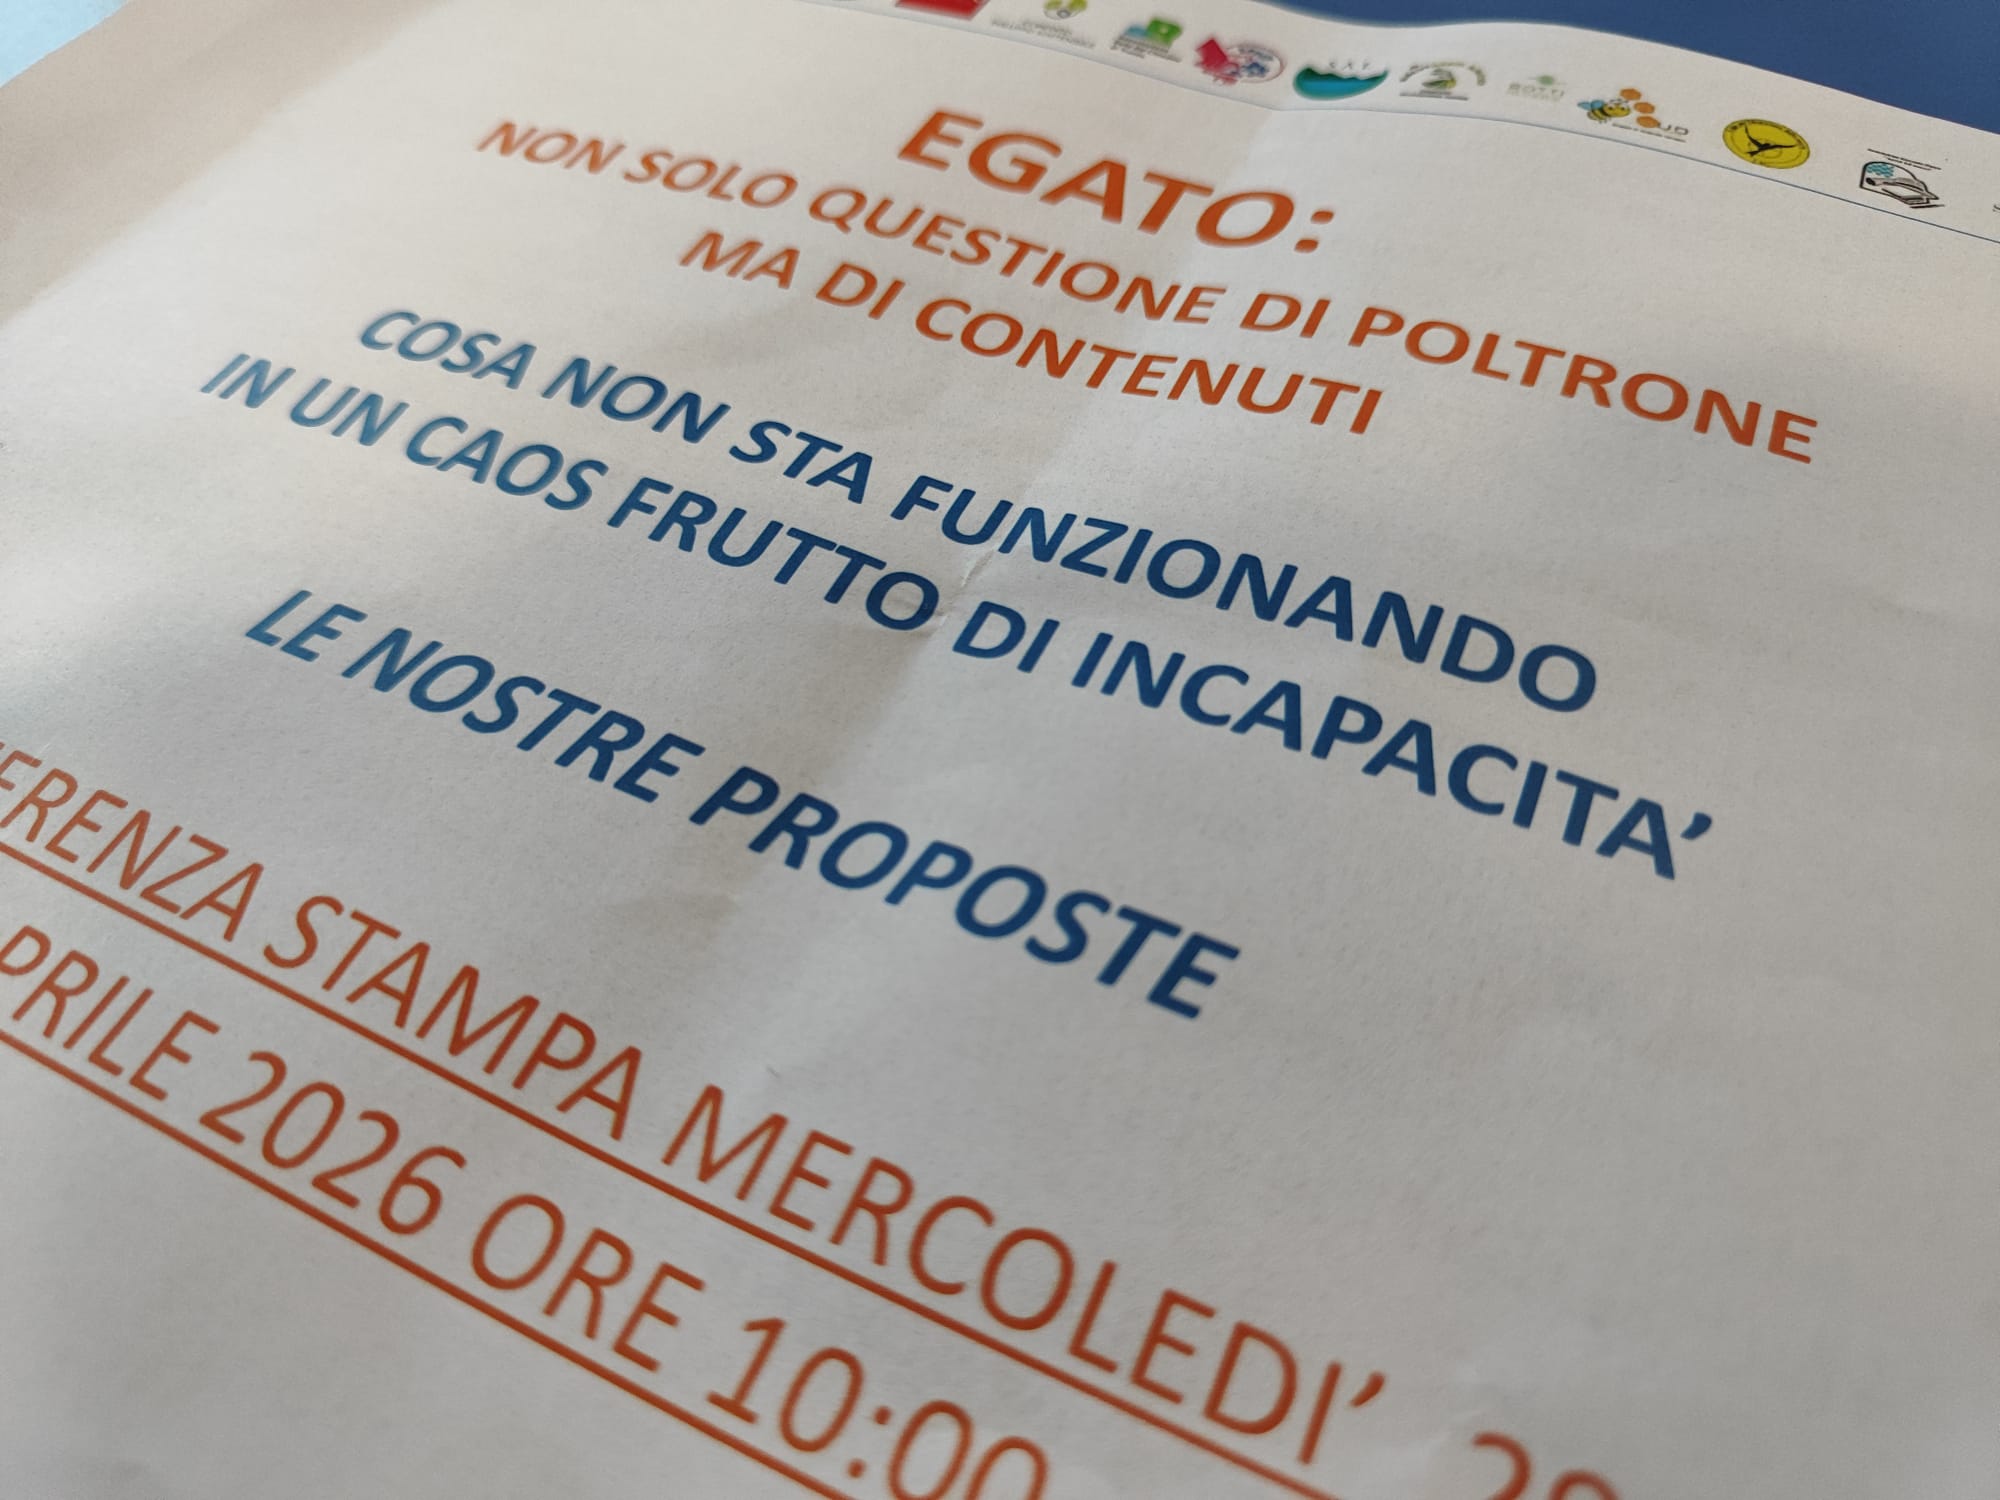 EGATO:
NON SOLO QUESTIONE DI POLTRONE
MA DI CONTENUTI
COSA NON STA FUNZIONANDO
IN UN CAOS FRUTTO DI INCAPACITA’
LE NOSTRE PROPOSTE
FERENZA STAMPA MERCOLEDI’
PRILE 2026 ORE 10:00